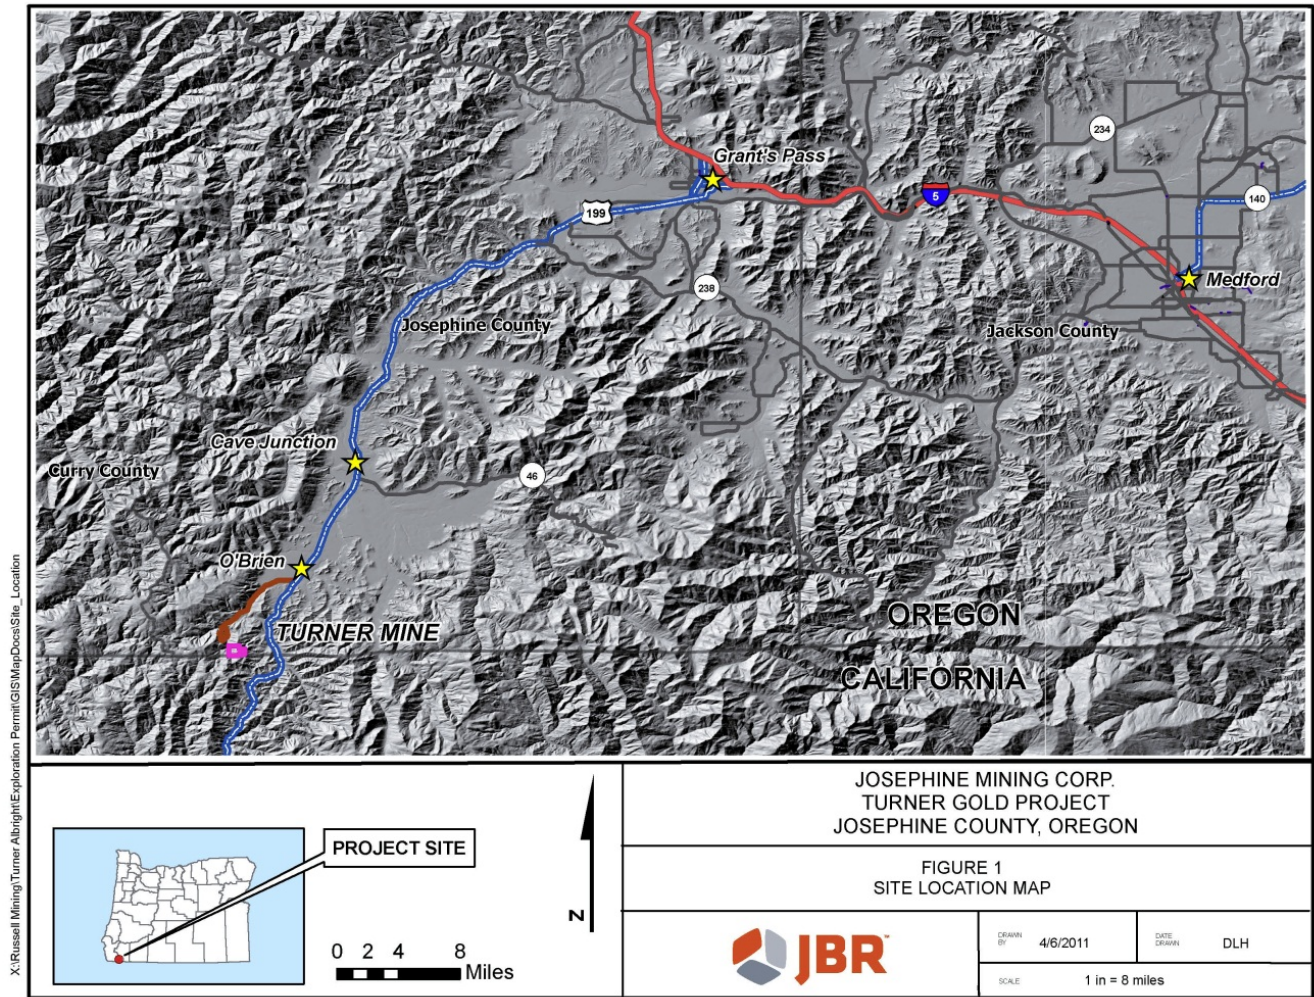 Grant's Pass
234
199
5
140
238
Medford
Josephine County
Jackson County
Cave Junction
Curry County
46
O'Brien
TURNER MINE
OREGON
CALIFORNIA
X:\Russell Mining\Turner Albright\Exploration Permit\GIS\MapDocs\Site_Location
PROJECT SITE
0 2 4 8
Miles
N
JOSEPHINE MINING CORP.
TURNER GOLD PROJECT
JOSEPHINE COUNTY, OREGON
FIGURE 1
SITE LOCATION MAP
JBR™
DRAWN BY 4/6/2011
DATE DRAWN DLH
SCALE 1 in = 8 miles